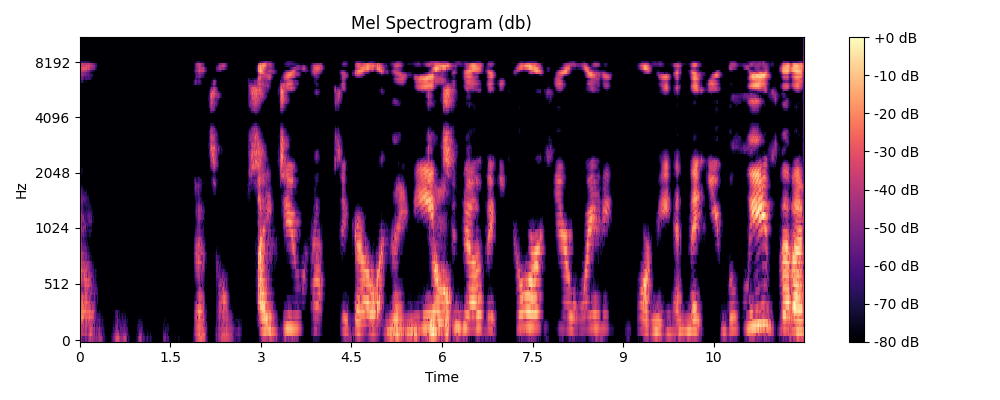 Mel Spectrogram (db)
Hz
8192
4096
2048
1024
512
0
0 1.5 3 4.5 6 7.5 9 10
Time
+0 dB
-10 dB
-20 dB
-30 dB
-40 dB
-50 dB
-60 dB
-70 dB
-80 dB